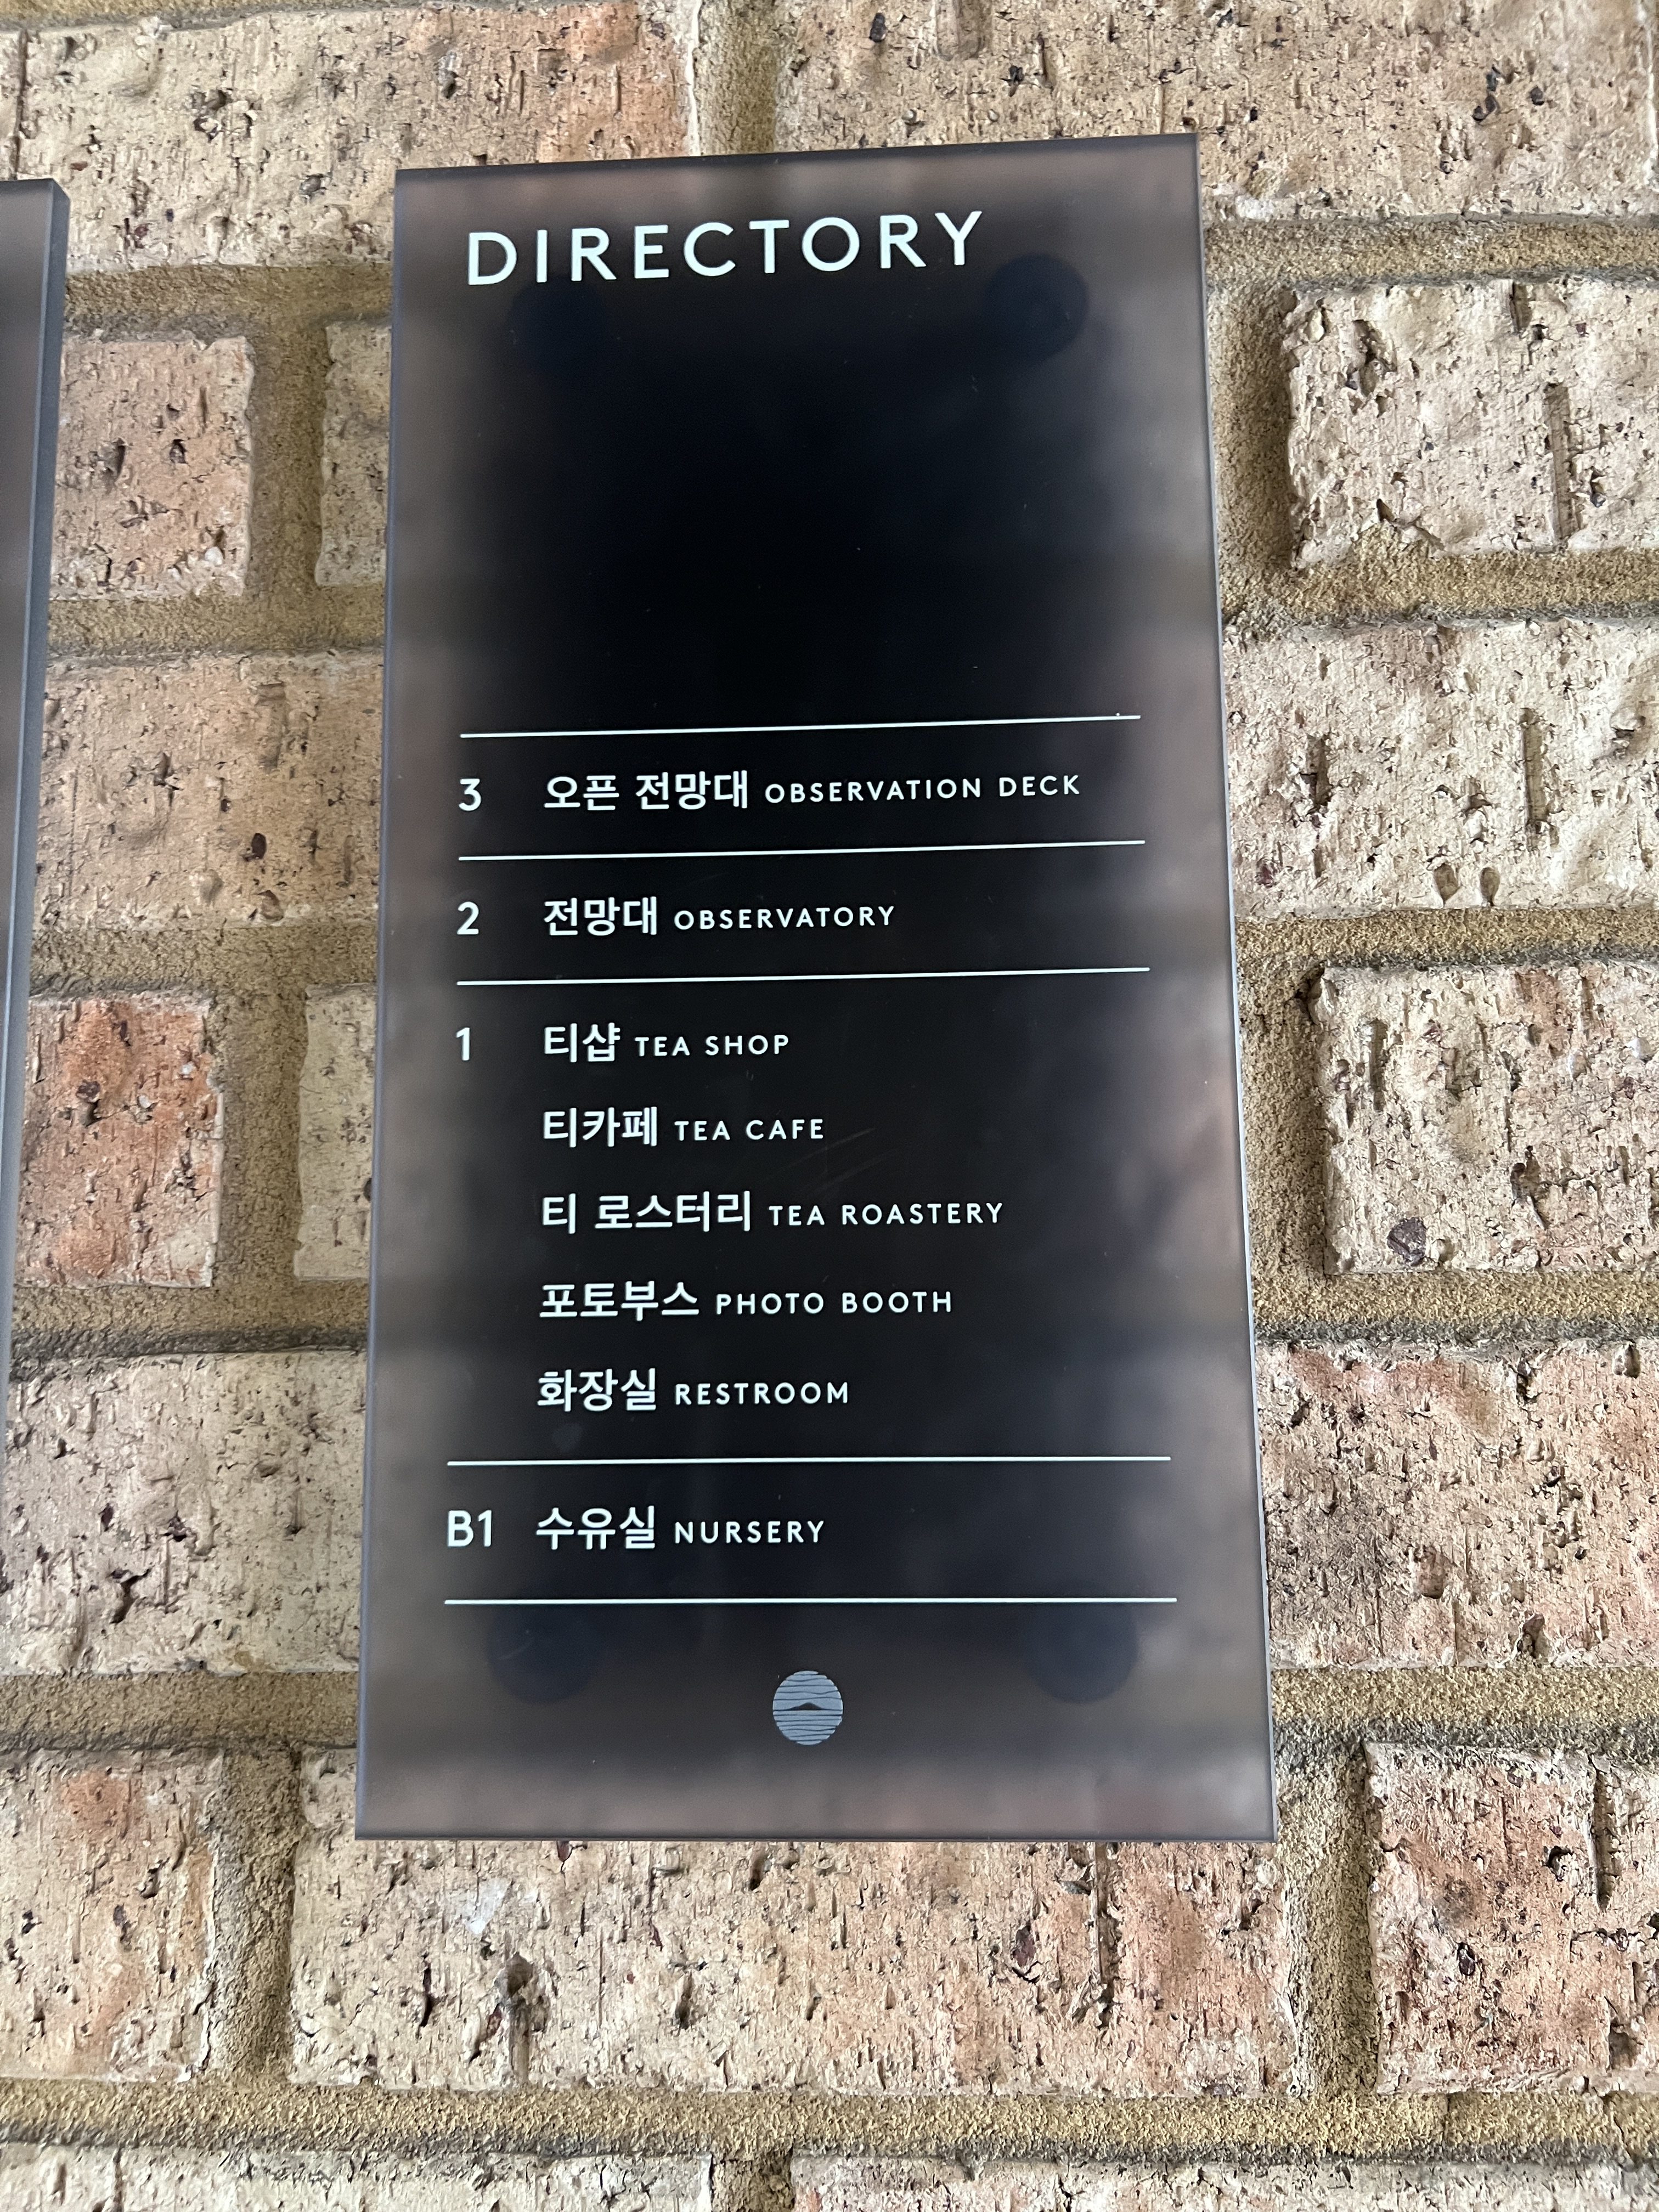 DIRECTORY
3 오픈 전망대 OBSERVATION DECK
2 전망대 OBSERVATORY
1 티샵 TEA SHOP
티카페 TEA CAFE
티 로스터리 TEA ROASTERY
포토부스 PHOTO BOOTH
화장실 RESTROOM
B1 수유실 NURSERY